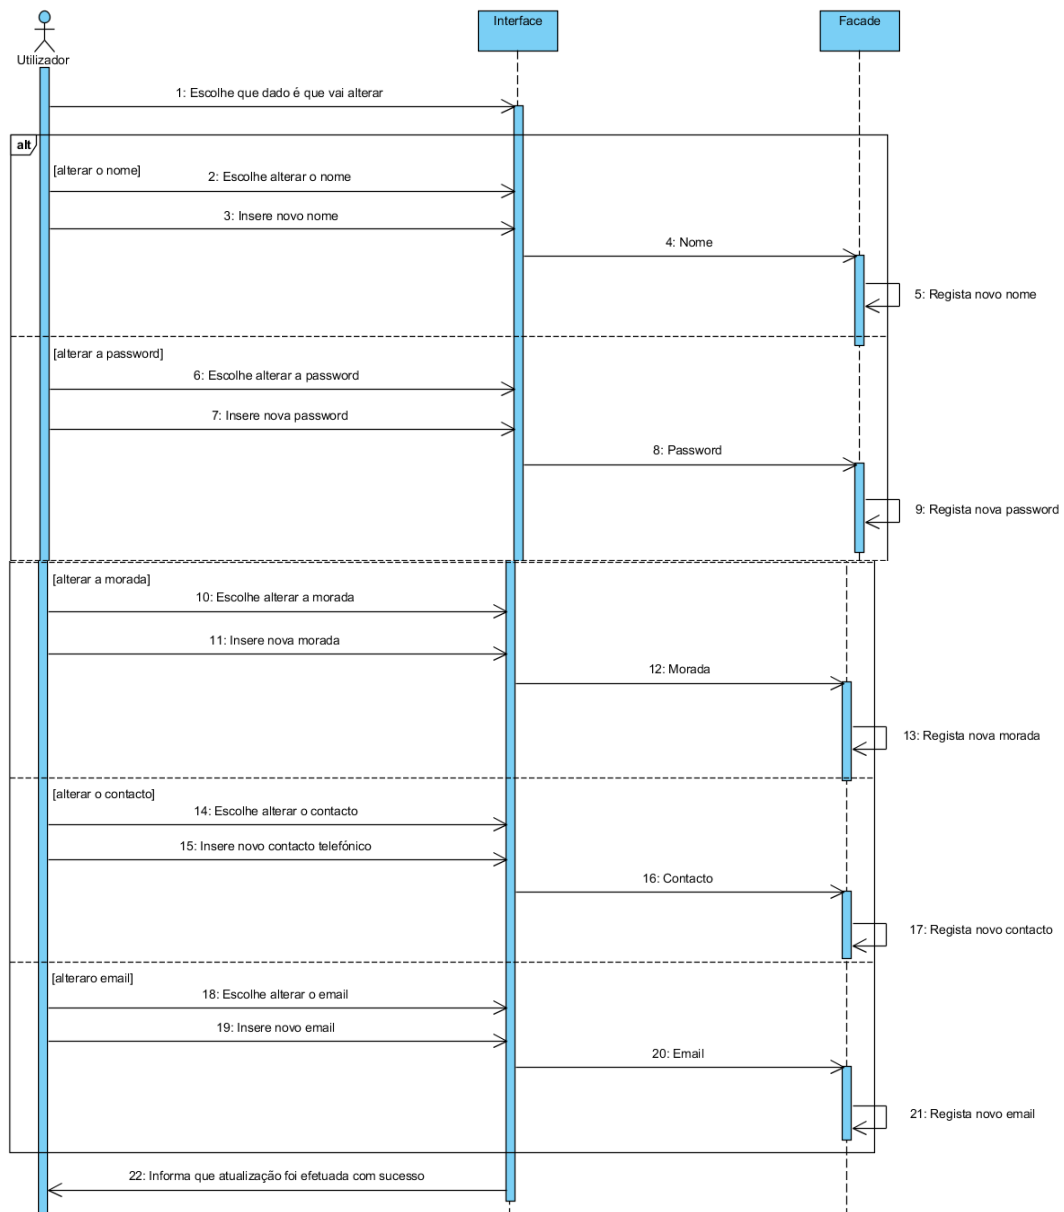 Interface
Facade
Utilizador
1: Escolhe que dado é que vai alterar
alt
[alterar o nome]
2: Escolhe alterar o nome
3: Insere novo nome
4: Nome
5: Regista novo nome
[alterar a password]
6: Escolhe alterar a password
7: Insere nova password
8: Password
9: Regista nova password
[alterar a morada]
10: Escolhe alterar a morada
11: Insere nova morada
12: Morada
13: Regista nova morada
[alterar o contacto]
14: Escolhe alterar o contacto
15: Insere novo contacto telefónico
16: Contacto
17: Regista novo contacto
[alteraro email]
18: Escolhe alterar o email
19: Insere novo email
20: Email
21: Regista novo email
22: Informa que atualização foi efetuada com sucesso